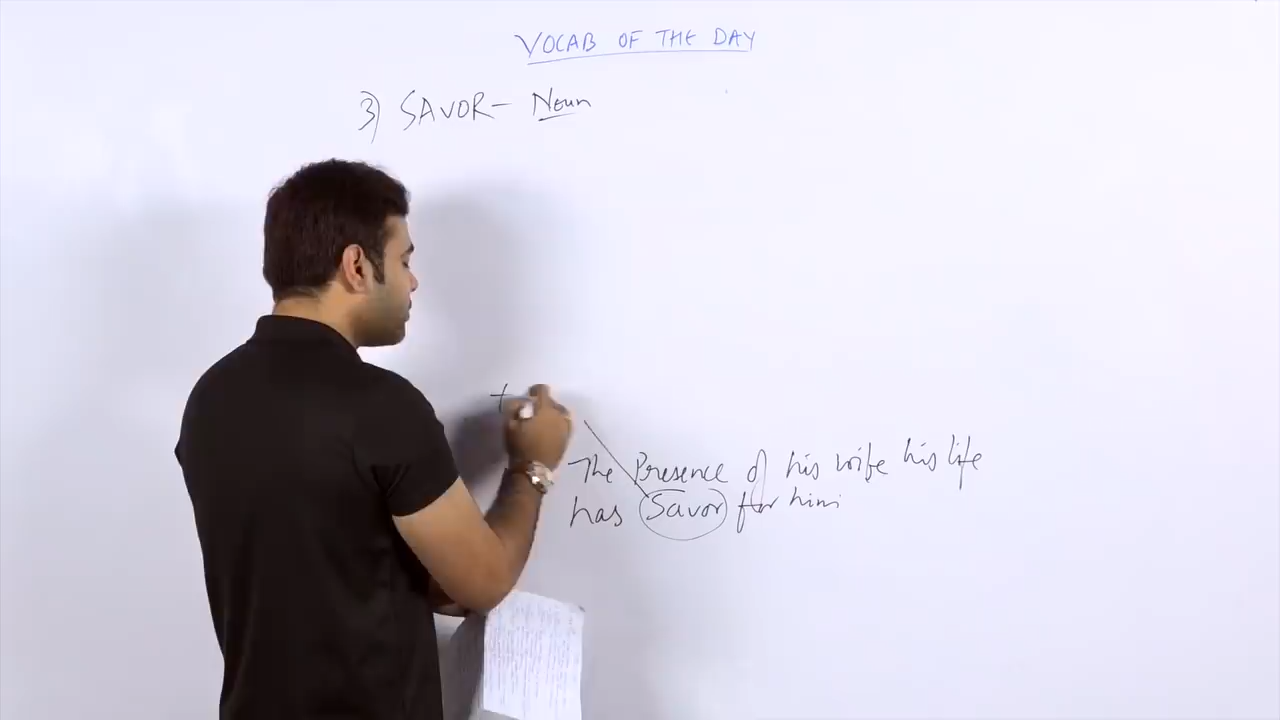 VOCAB OF THE DAY
3) SAVOR - Noun
t
The Presence of his wife his life
has Savor for him